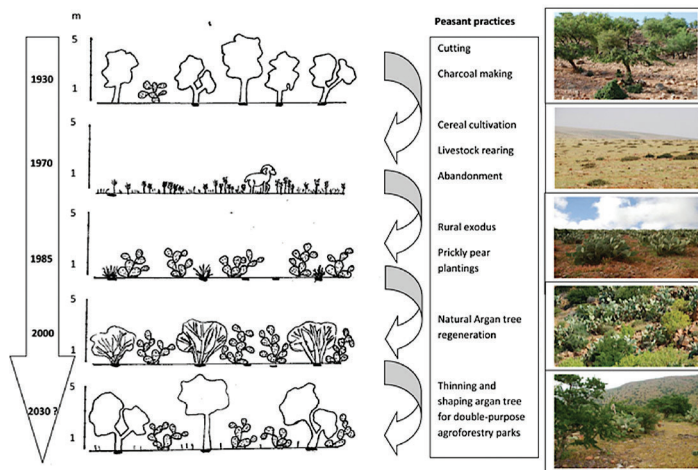 m
Peasant practices
5
1930
1
Cutting
Charcoal making
5
1970
1
Cereal cultivation
Livestock rearing
Abandonment
5
1985
1
Rural exodus
Prickly pear
plantings
5
2000
1
Natural Argan tree
regeneration
5
2030 ?
1
Thinning and
shaping argan tree
for double-purpose
agroforestry parks